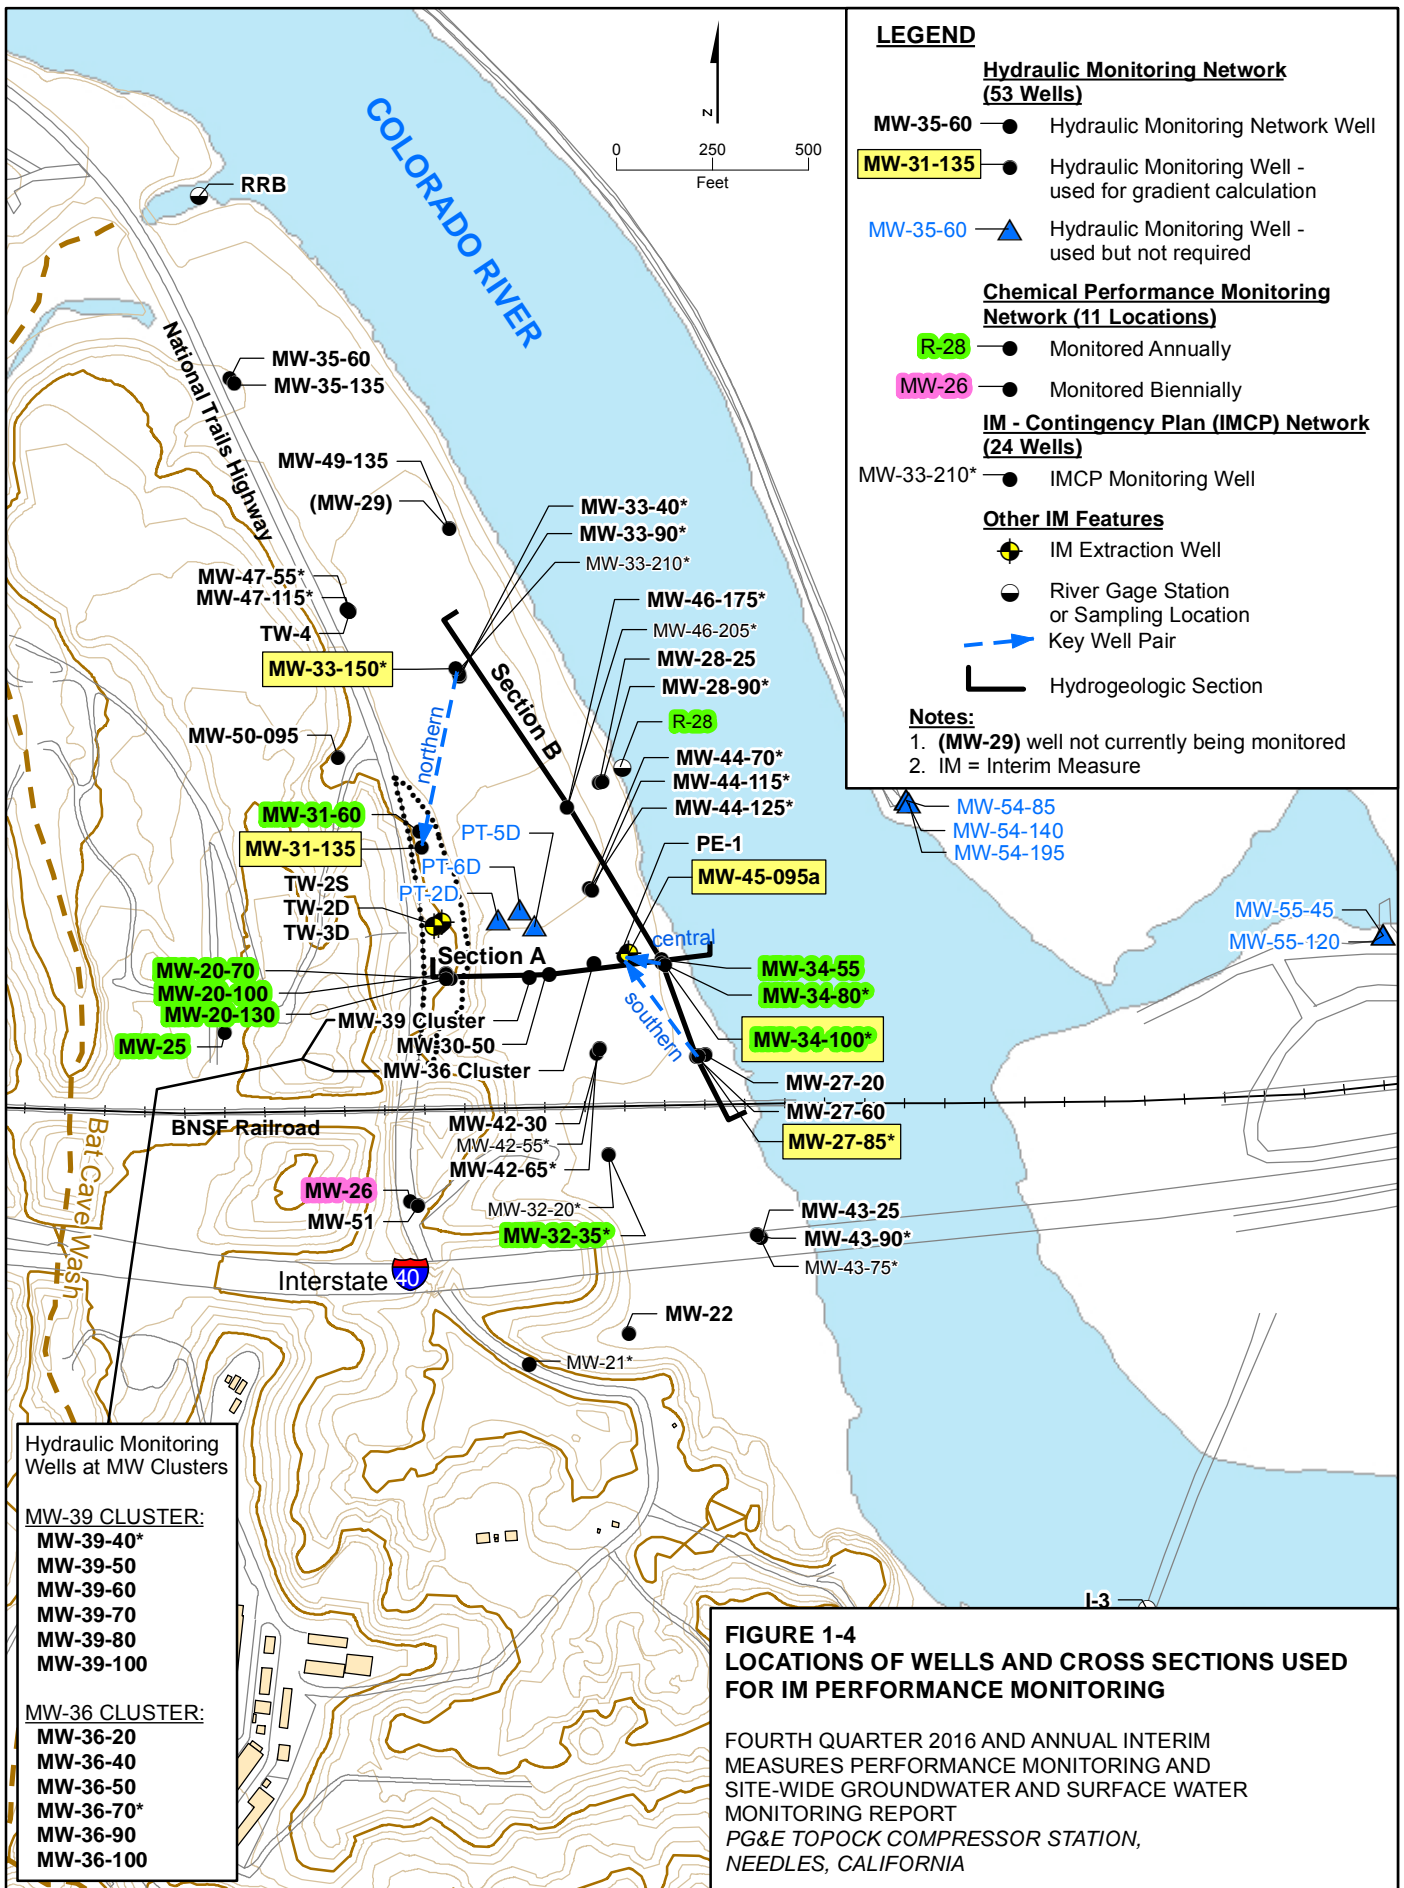 LEGEND
Hydraulic Monitoring Network
(53 Wells)
MW-35-60
Hydraulic Monitoring Network Well
MW-31-135
Hydraulic Monitoring Well -
used for gradient calculation
MW-35-60
Hydraulic Monitoring Well -
used but not required
Chemical Performance Monitoring
Network (11 Locations)
R-28
Monitored Annually
MW-26
Monitored Biennially
IM - Contingency Plan (IMCP) Network
(24 Wells)
MW-33-210*
IMCP Monitoring Well
Other IM Features
IM Extraction Well
River Gage Station
or Sampling Location
Key Well Pair
Hydrogeologic Section
Notes:
1. (MW-29) well not currently being monitored
2. IM = Interim Measure
z
0 250 500
Feet
COLORADO RIVER
RRB
National Trails Highway
MW-35-60
MW-35-135
MW-49-135
(MW-29)
MW-33-40*
MW-33-90*
MW-33-210*
MW-47-55*
MW-47-115*
TW-4
MW-33-150*
MW-46-175*
MW-46-205*
MW-28-25
MW-28-90*
R-28
Section B
northern
MW-50-095
MW-44-70*
MW-44-115*
MW-44-125*
MW-31-60
MW-31-135
PT-5D
PT-6D
PT-2D
PE-1
MW-45-095a
MW-54-85
MW-54-140
MW-54-195
MW-55-45
MW-55-120
TW-2S
TW-2D
TW-3D
central
Section A
MW-20-70
MW-20-100
MW-20-130
MW-25
MW-34-55
MW-34-80*
MW-34-100*
southern
MW-39 Cluster
MW-30-50
MW-36 Cluster
MW-27-20
MW-27-60
MW-27-85*
BNSF Railroad
Bat Cave Wash
MW-42-30
MW-42-55*
MW-42-65*
MW-26
MW-51
MW-32-20*
MW-32-35*
MW-43-25
MW-43-90*
MW-43-75*
Interstate 40
MW-22
MW-21*
I-3
Hydraulic Monitoring
Wells at MW Clusters
MW-39 CLUSTER:
MW-39-40*
MW-39-50
MW-39-60
MW-39-70
MW-39-80
MW-39-100
MW-36 CLUSTER:
MW-36-20
MW-36-40
MW-36-50
MW-36-70*
MW-36-90
MW-36-100
FIGURE 1-4
LOCATIONS OF WELLS AND CROSS SECTIONS USED
FOR IM PERFORMANCE MONITORING
FOURTH QUARTER 2016 AND ANNUAL INTERIM
MEASURES PERFORMANCE MONITORING AND
SITE-WIDE GROUNDWATER AND SURFACE WATER
MONITORING REPORT
PG&E TOPOCK COMPRESSOR STATION,
NEEDLES, CALIFORNIA